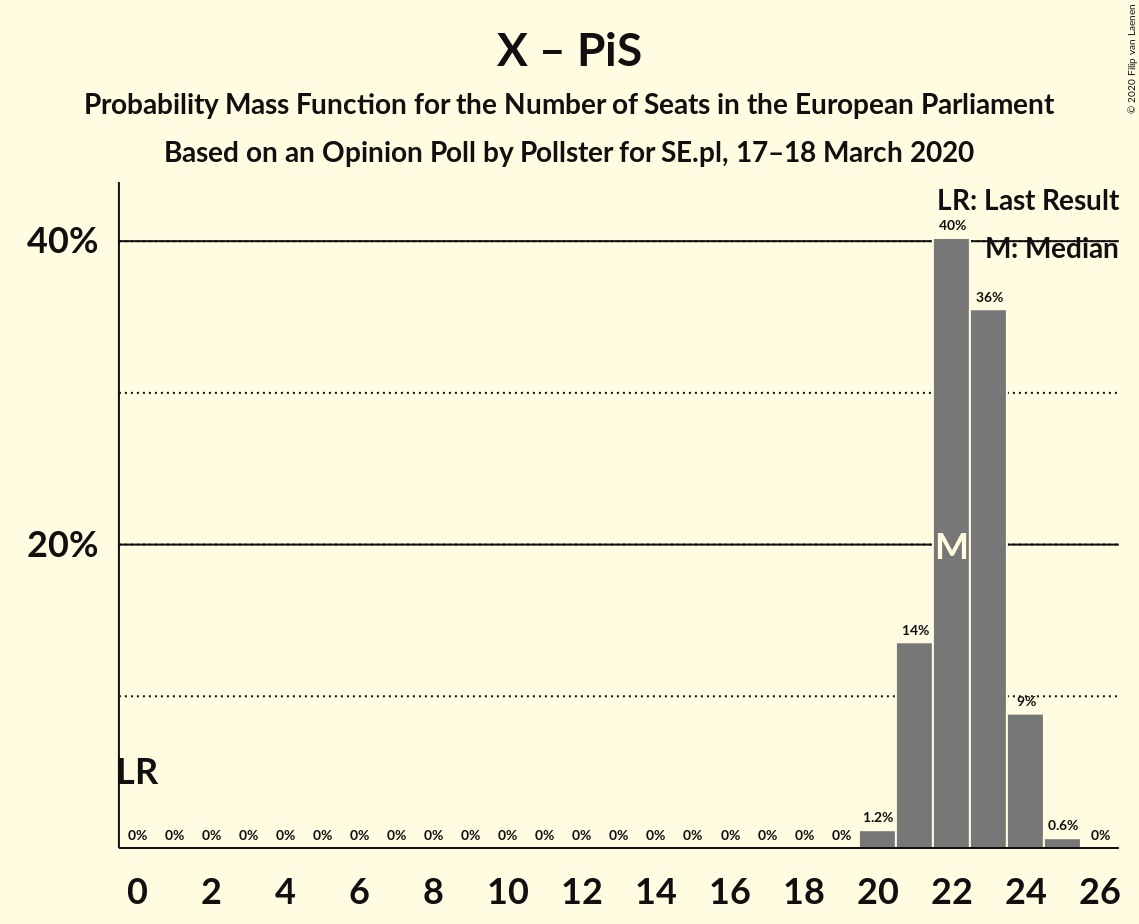 X – PiS
Probability Mass Function for the Number of Seats in the European Parliament
Based on an Opinion Poll by Pollster for SE.pl, 17–18 March 2020
© 2020 Filip van Laenen
LR: Last Result
M: Median
40%
20%
40%
36%
M
14%
9%
LR
0% 0% 0% 0% 0% 0% 0% 0% 0% 0% 0% 0% 0% 0% 0% 0% 0% 0% 0% 0% 1.2% 0.6% 0%
0 2 4 6 8 10 12 14 16 18 20 22 24 26